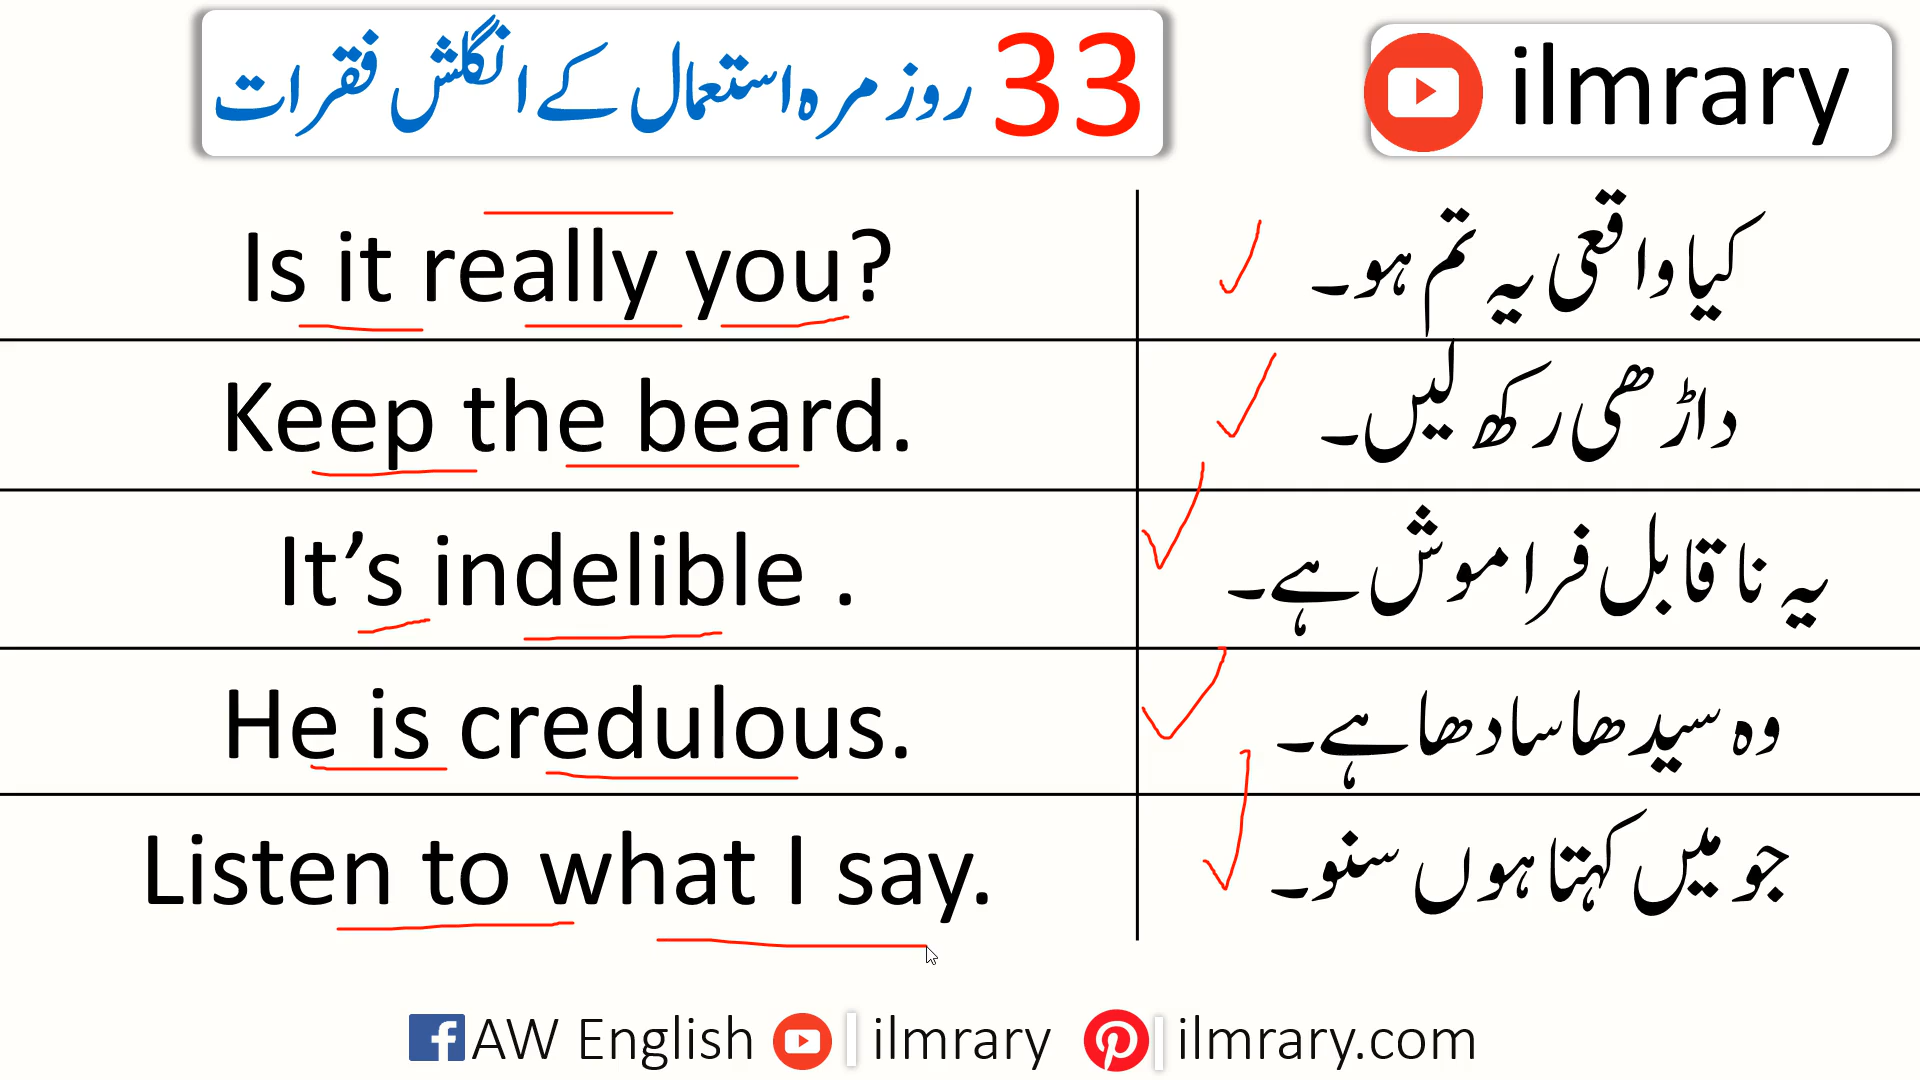 33 روزمرہ استعمال کے انگلش فقرات
ilmrary
Is it really you?
کیا واقعی یہ تم ہو۔
Keep the beard.
داڑھی رکھ لیں۔
It’s indelible .
یہ ناقابل فراموش ہے۔
He is credulous.
وہ سیدھا سادھا ہے۔
Listen to what I say.
جو میں کہتا ہوں سنو۔
AW English | ilmrary | ilmrary.com